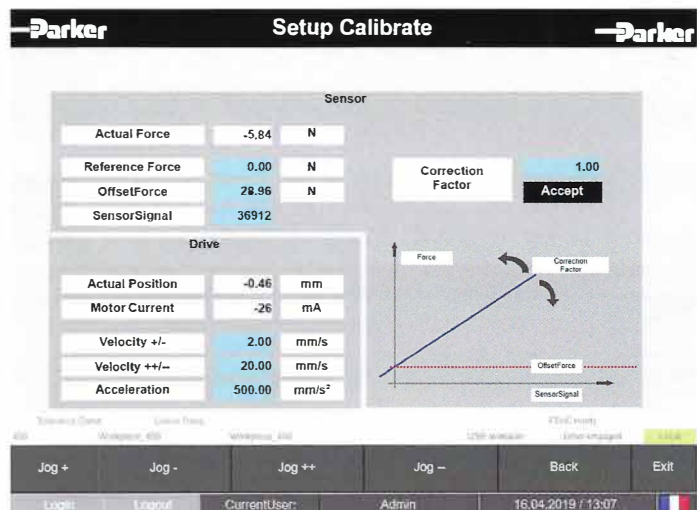 Parker Setup Calibrate Parker
Sensor
Actual Force -5,84 N
Reference Force 0.00 N
OffsetForce 28.96 N
SensorSignal 36912
Correction Factor 1.00
Accept
Drive
Actual Position -0.46 mm
Motor Current -26 mA
Velocity +/- 2.00 mm/s
Velocity ++/-- 20.00 mm/s
Acceleration 500.00 mm/s²
Force
Correction
Factor
OffsetForce
SensorSignal
Jog + Jog - Jog ++ Jog -- Back Exit
Login Logout CurrentUser: Admin 16.04.2019 / 13:07